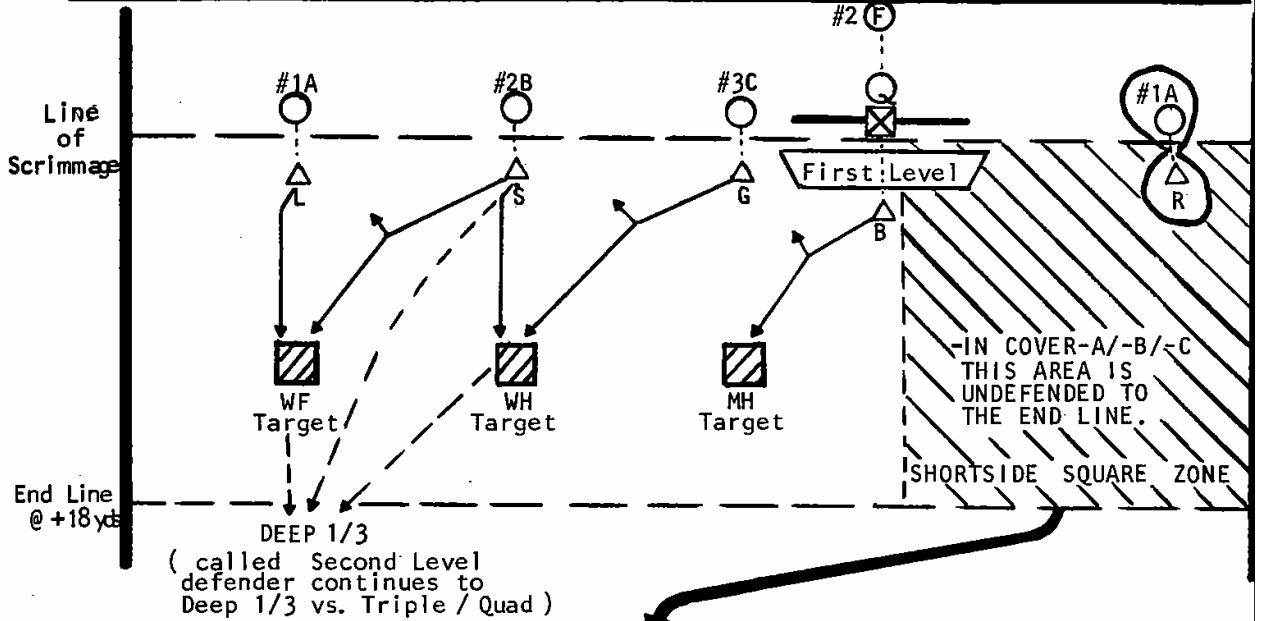 #2 F
#1A
#2B
#3C
Q
#1A
Line
of
Scrimmage
First Level
L
S
G
B
R
-IN COVER-A/-B/-C
THIS AREA IS
UNDEFENDED TO
THE END LINE.
WF
Target
WH
Target
MH
Target
SHORTSIDE SQUARE ZONE
End Line
@ +18yds
DEEP 1/3
( called Second Level
defender continues to
Deep 1/3 vs. Triple / Quad )